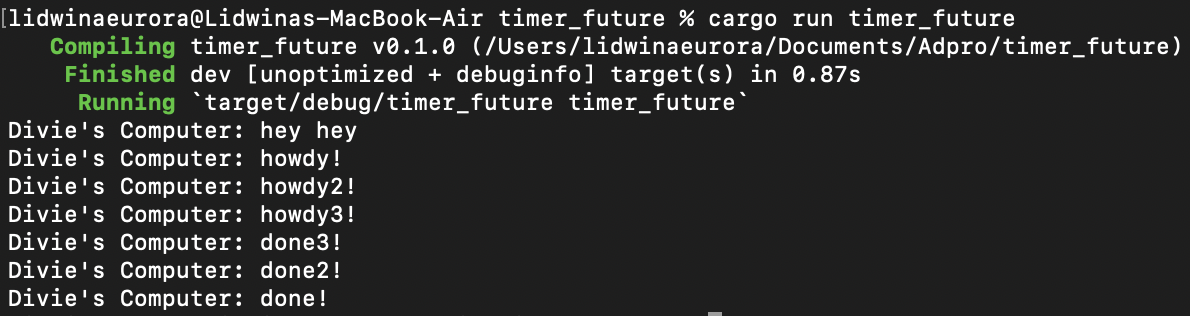 [lidwinaeurora@Lidwinas-MacBook-Air timer_future % cargo run timer_future
Compiling timer_future v0.1.0 (/Users/lidwinaeurora/Documents/Adpro/timer_future)
Finished dev [unoptimized + debuginfo] target(s) in 0.87s
Running `target/debug/timer_future timer_future`
Divie's Computer: hey hey
Divie's Computer: howdy!
Divie's Computer: howdy2!
Divie's Computer: howdy3!
Divie's Computer: done3!
Divie's Computer: done2!
Divie's Computer: done!